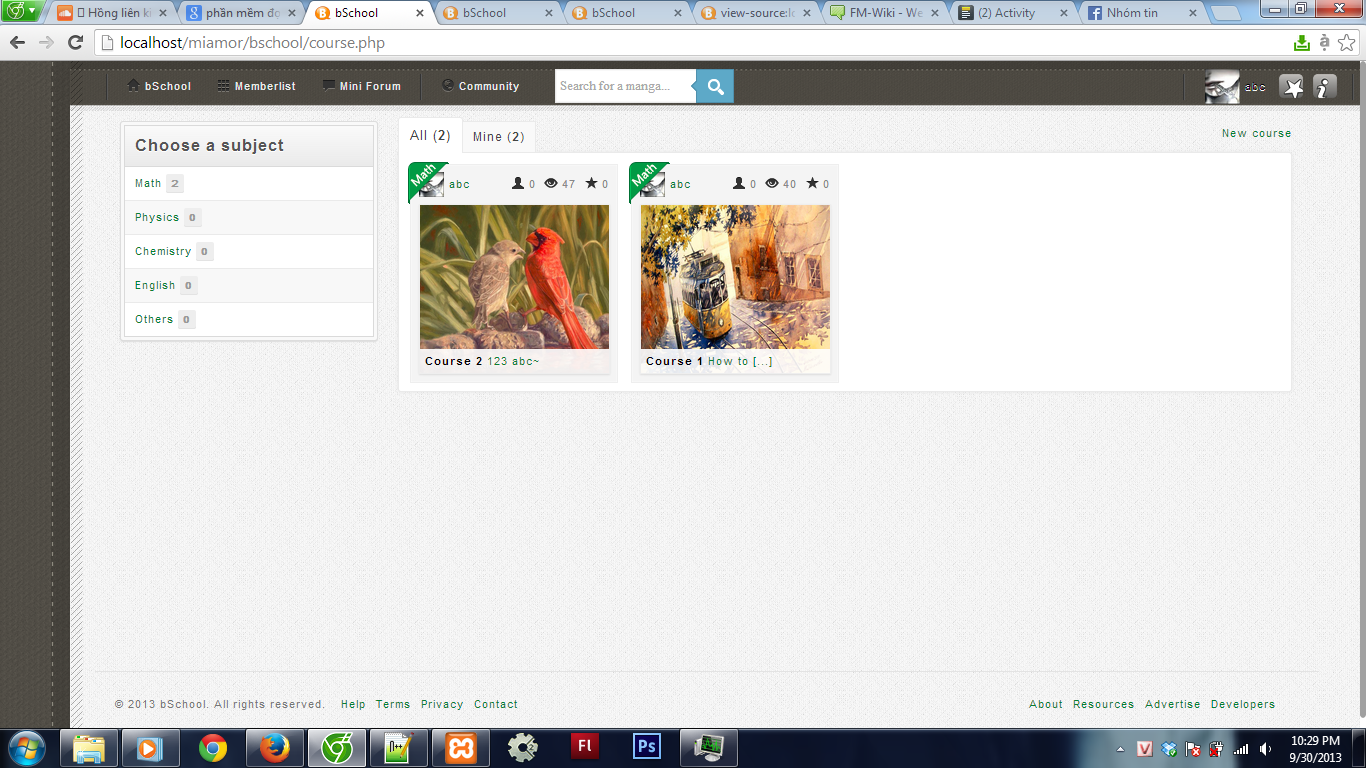 Hồng liên k
phần mềm đọ
bSchool
bSchool
bSchool
view-source:lo
FM-Wiki - We
(2) Activity
Nhóm tin
localhost/miamor/bschool/course.php
bSchool Memberlist Mini Forum Community Search for a manga... abc
Choose a subject
Math 2
Physics 0
Chemistry 0
English 0
Others 0
All (2) Mine (2) New course
Math abc 0 47 0
Course 2 123 abc~
Math abc 0 40 0
Course 1 How to [...]
© 2013 bSchool. All rights reserved. Help Terms Privacy Contact
About Resources Advertise Developers
n++
Fl
Ps
V
10:29 PM
9/30/2013